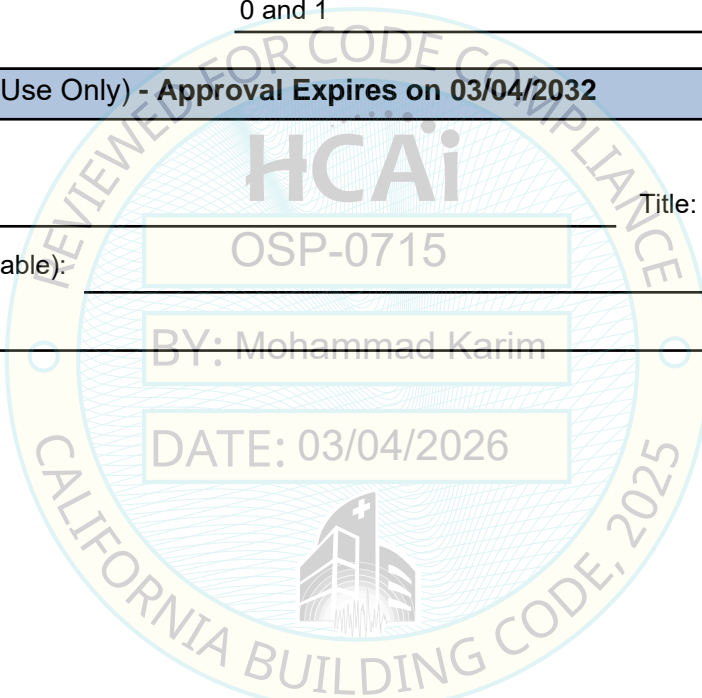 0 and 1
Use Only) - Approval Expires on 03/04/2032
REVIEWED FOR CODE COMPLIANCE
HCAi
Title:
OSP-0715
able):
BY: Mohammad Karim
DATE: 03/04/2026
CALIFORNIA BUILDING CODE, 2025